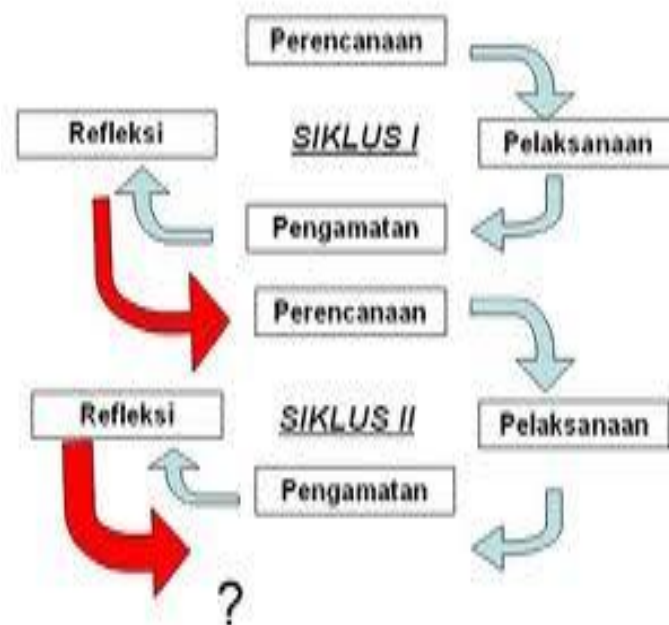 Perencanaan
Refleksi
SIKLUS I
Pelaksanaan
Pengamatan
Perencanaan
Refleksi
SIKLUS II
Pelaksanaan
Pengamatan
?